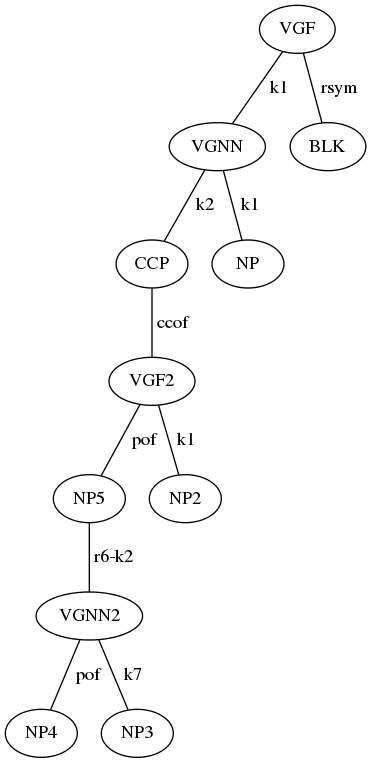 VGF
k1 rsym
VGNN BLK
k2 k1
CCP NP
ccof
VGF2
pof k1
NP5 NP2
r6-k2
VGNN2
pof k7
NP4 NP3